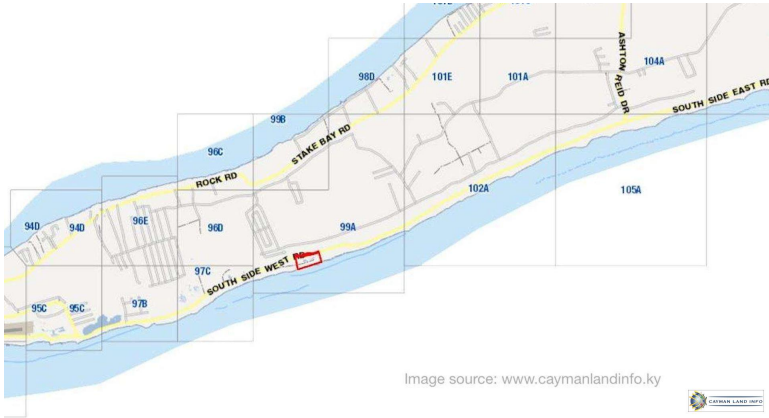 104A
98D
101E
101A
ASHTON REID DR
99B
SOUTH SIDE EAST RD
STAKE BAY RD
96C
ROCK RD
102A
105A
94D
94D
96E
96D
99A
97C
SOUTH SIDE WEST RD
95C
95C
97B
Image source: www.caymanlandinfo.ky
CAYMAN LAND INFO